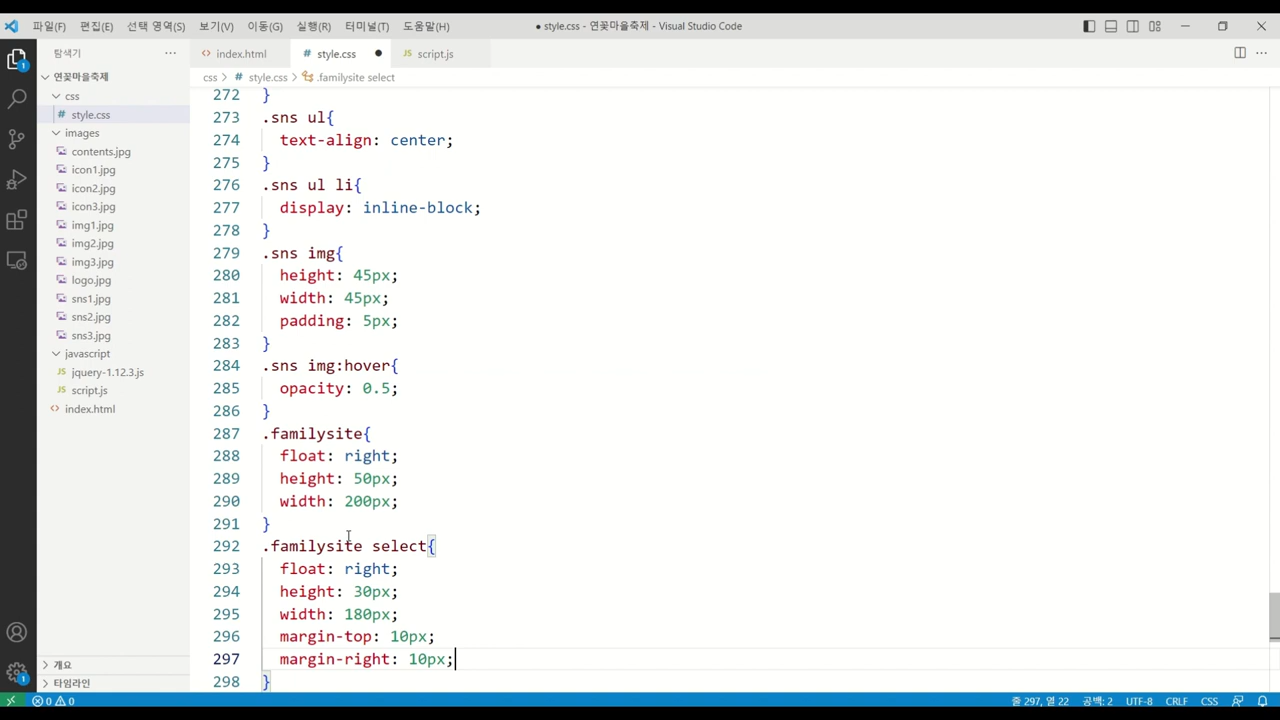 파일(F) 편집(E) 선택 영역(S) 보기(V) 이동(G) 실행(R) 터미널(T) 도움말(H) ● style.css - 연꽃마을축제 - Visual Studio Code
탐색기 ···
index.html # style.css ● JS script.js
연꽃마을축제
css > # style.css > .familysite select
css
# style.css
images
contents.jpg
icon1.jpg
icon2.jpg
icon3.jpg
img1.jpg
img2.jpg
img3.jpg
logo.jpg
sns1.jpg
sns2.jpg
sns3.jpg
javascript
JS jquery-1.12.3.js
JS script.js
index.html
개요
타임라인
272 }
273 .sns ul{
274 text-align: center;
275 }
276 .sns ul li{
277 display: inline-block;
278 }
279 .sns img{
280 height: 45px;
281 width: 45px;
282 padding: 5px;
283 }
284 .sns img:hover{
285 opacity: 0.5;
286 }
287 .familysite{
288 float: right;
289 height: 50px;
290 width: 200px;
291 }
292 .familysite select{
293 float: right;
294 height: 30px;
295 width: 180px;
296 margin-top: 10px;
297 margin-right: 10px;
298 }
1
1
0 0 줄 297, 열 22 공백: 2 UTF-8 CRLF CSS